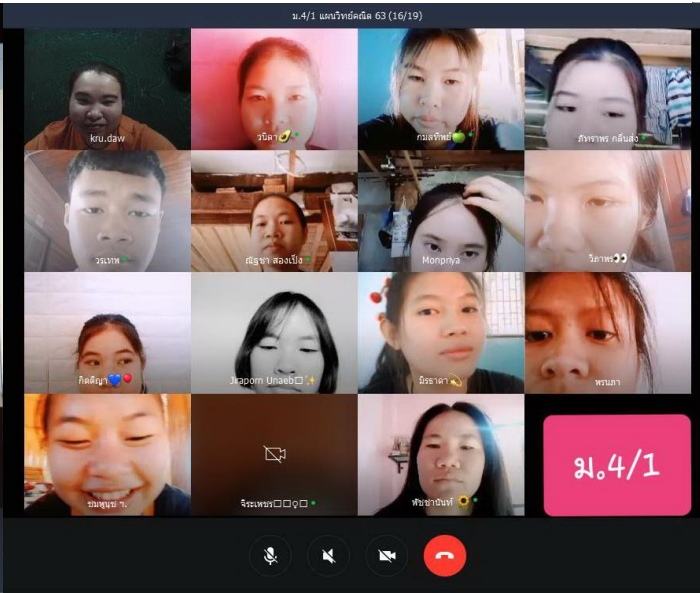 ม.4/1 แผนวิทย์คณิต 63 (16/19)
kru.daw
วนิดา🥑
กมลทิพย์🍏
ภัทราพร กลิ่นส่ง
วรเทพ
ณัฐชา สองเป็ง
Monpriya
วิภาพร👀
กิตติญา💙🎈
Jiraporn Unaeb□✨
มิรธาดา💫
พรนภา
ชมพูนุช ฯ.
จิระเพชร□□♀□
พัชชานันท์ 🌻
ม.4/1